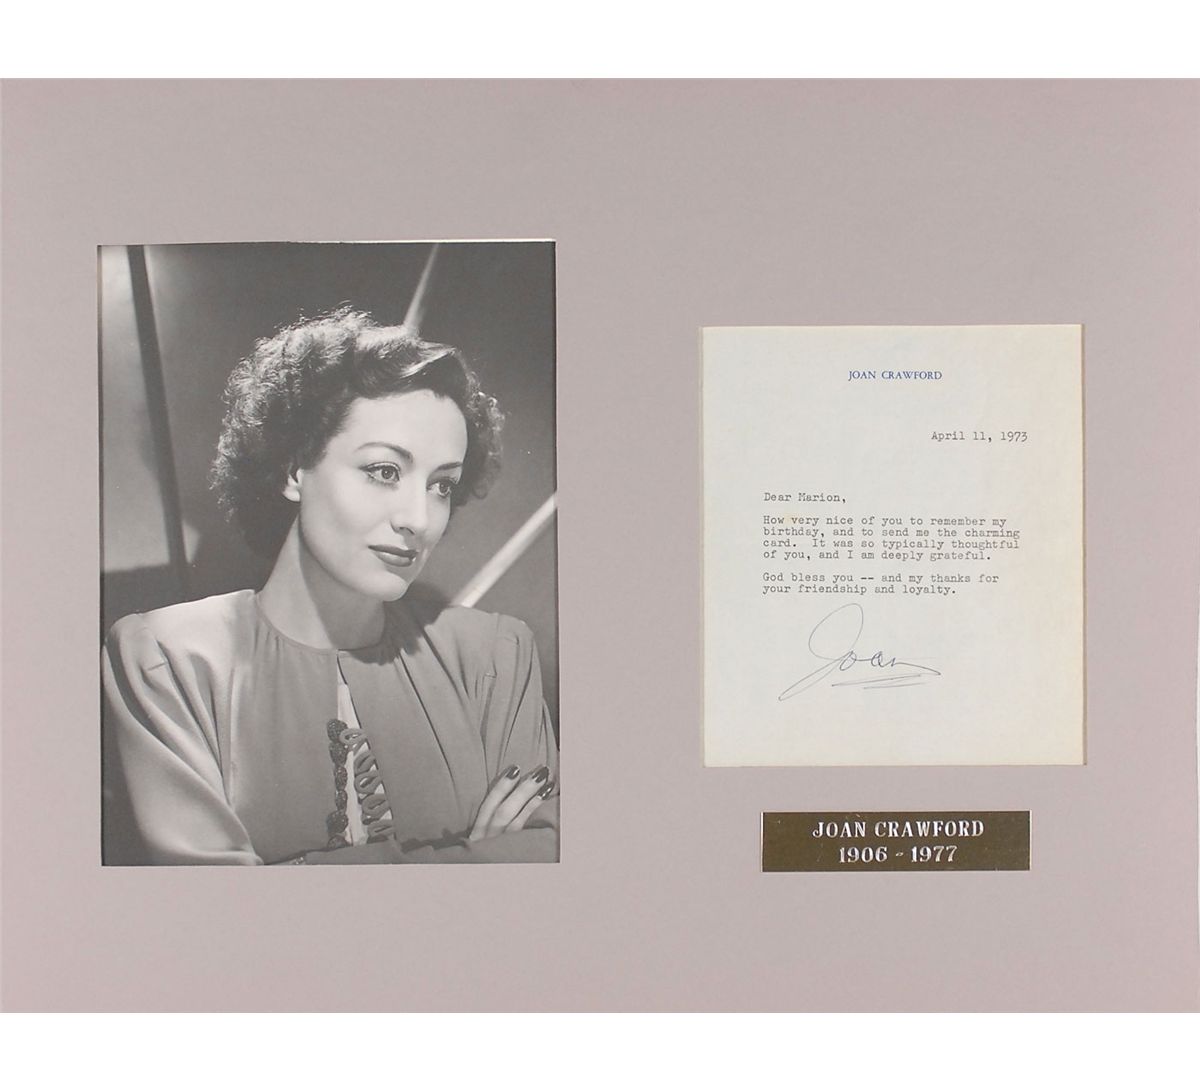 JOAN CRAWFORD
April 11, 1973
Dear Marion,
How very nice of you to remember my
birthday, and to send me the charming
card. It was so typically thoughtful
of you, and I am deeply grateful.
God bless you -- and my thanks for
your friendship and loyalty.
Joan
JOAN CRAWFORD
1906 - 1977